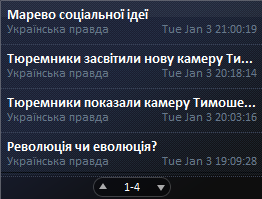 Марево соціальної ідеї
Українська правда Tue Jan 3 21:00:19
Тюремники засвітили нову камеру Ти...
Українська правда Tue Jan 3 20:18:14
Тюремники показали камеру Тимоше...
Українська правда Tue Jan 3 20:03:16
Революція чи еволюція?
Українська правда Tue Jan 3 19:09:28
1-4